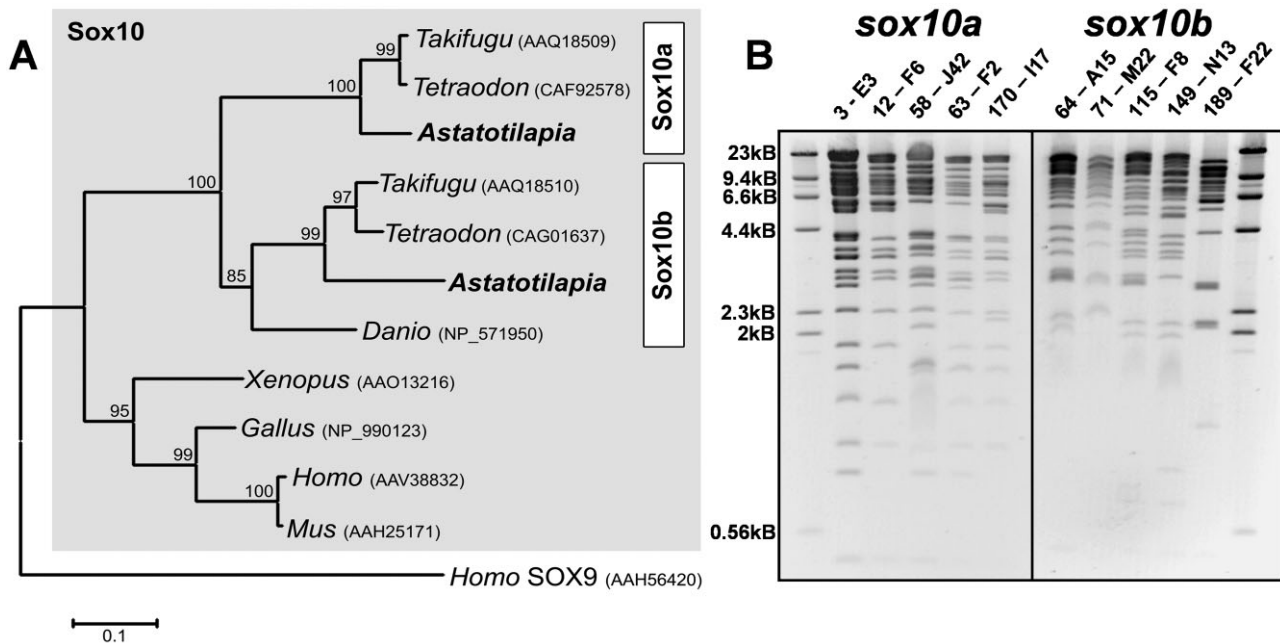 A
Sox10
Takifugu (AAQ18509)
99
Tetraodon (CAF92578)
100
Astatotilapia
Sox10a
100
Takifugu (AAQ18510)
97
Tetraodon (CAG01637)
99
Astatotilapia
85
Danio (NP_571950)
Sox10b
Xenopus (AAO13216)
95
Gallus (NP_990123)
99
Homo (AAV38832)
100
Mus (AAH25171)
Homo SOX9 (AAH56420)
0.1
B
sox10a
sox10b
3 - E3
12 – F6
58 – J42
63 – F2
170 – I17
64 – A15
71 – M22
115 – F8
149 – N13
189 – F22
23kB
9.4kB
6.6kB
4.4kB
2.3kB
2kB
0.56kB